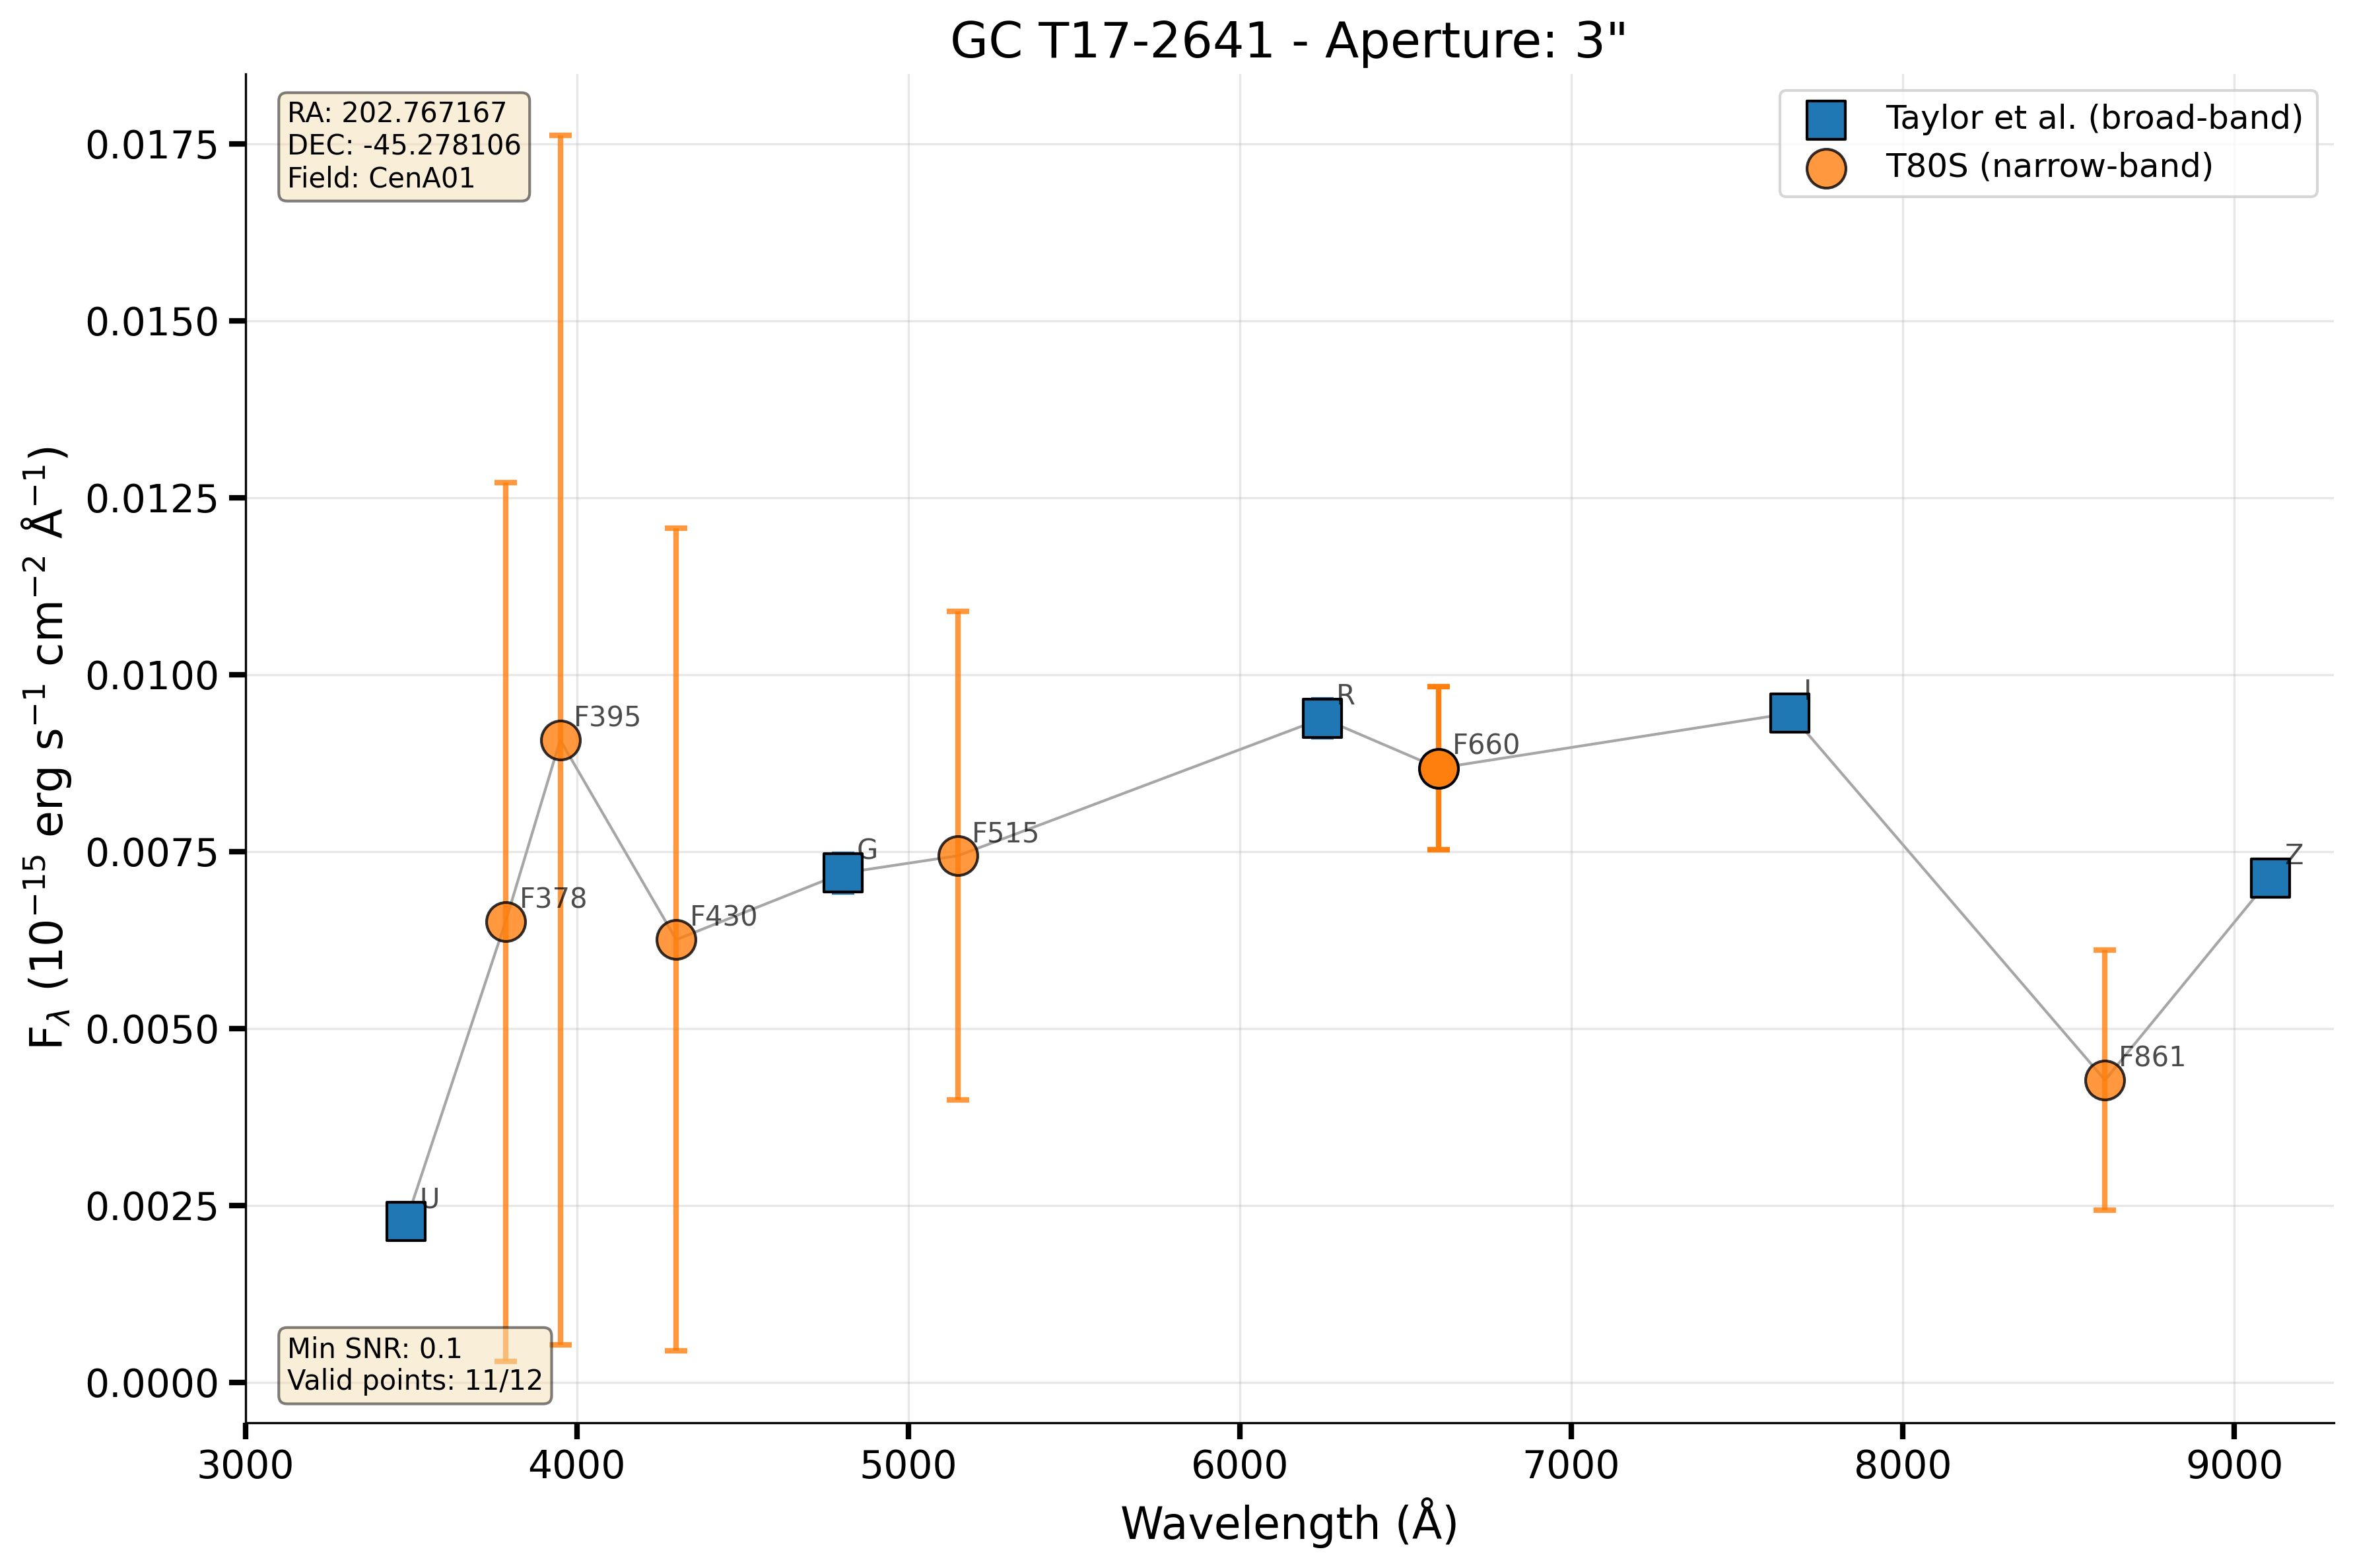 GC T17-2641 - Aperture: 3"
RA: 202.767167
DEC: -45.278106
Field: CenA01
Taylor et al. (broad-band)
T80S (narrow-band)
0.0175
0.0150
0.0125
0.0100
0.0075
0.0050
0.0025
0.0000
F395
F378
F430
G
F515
R
F660
I
F861
Z
U
Min SNR: 0.1
Valid points: 11/12
3000
4000
5000
6000
7000
8000
9000
Wavelength (Å)
Fλ (10⁻¹⁵ erg s⁻¹ cm⁻² Å⁻¹)